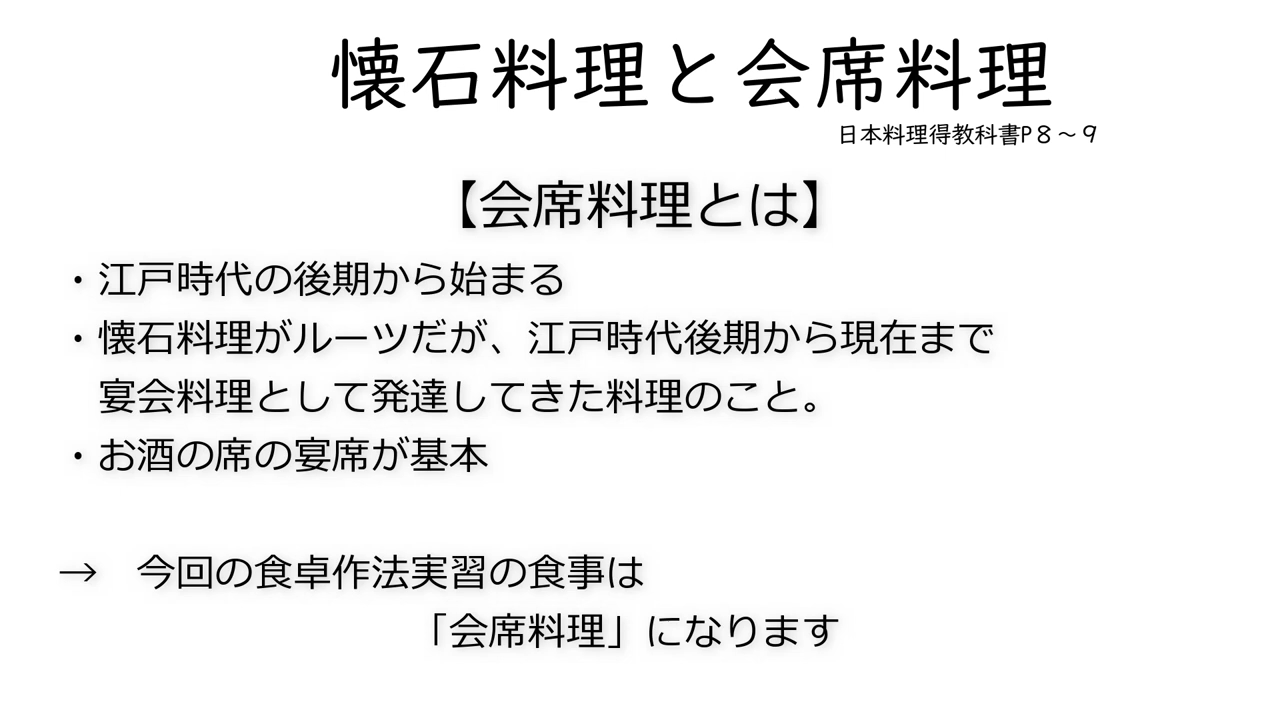 懐石料理と会席料理
日本料理得教科書P８～９
【会席料理とは】
・江戸時代の後期から始まる
・懐石料理がルーツだが、江戸時代後期から現在まで
宴会料理として発達してきた料理のこと。
・お酒の席の宴席が基本
→　今回の食卓作法実習の食事は
「会席料理」になります